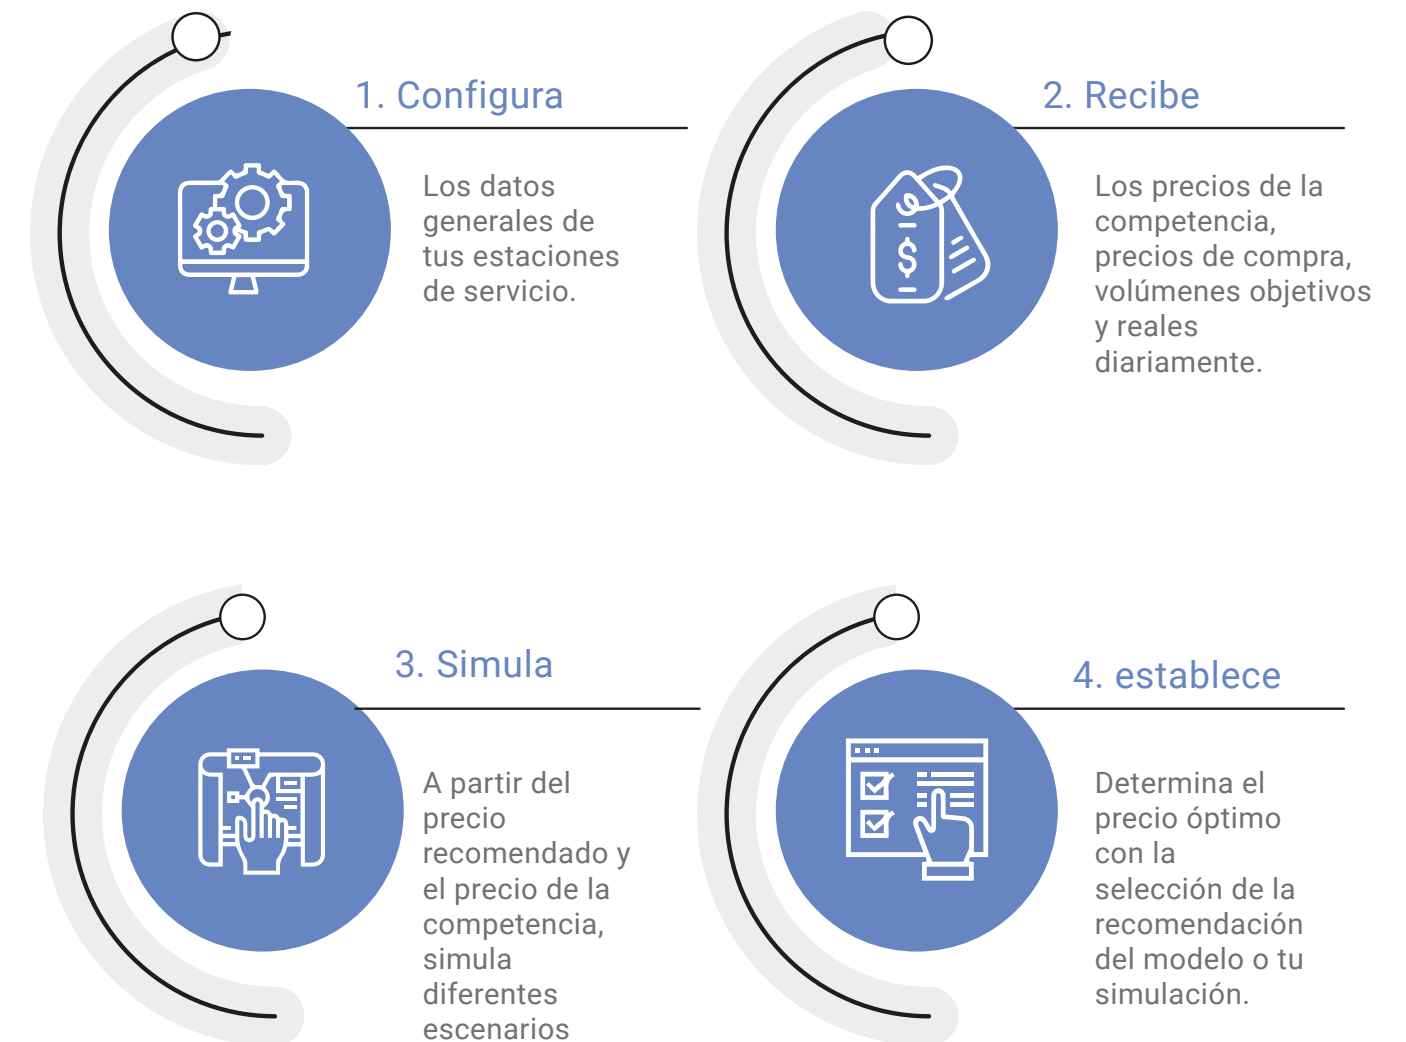 1. Configura
Los datos
generales de
tus estaciones
de servicio.
2. Recibe
Los precios de la
competencia,
precios de compra,
volúmenes objetivos
y reales
diariamente.
$
3. Simula
A partir del
precio
recomendado y
el precio de la
competencia,
simula
diferentes
escenarios
4. establece
Determina el
precio óptimo
con la
selección de la
recomendación
del modelo o tu
simulación.